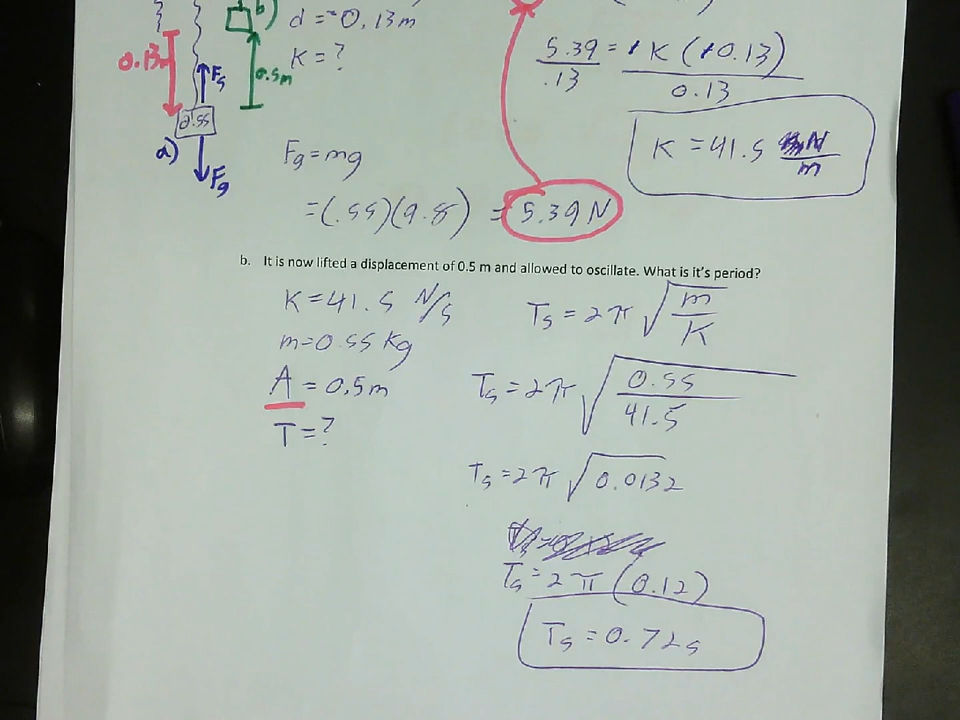 b)
d = -0.13m
K = ?
0.13m
Fs
0.5m
0.55
a)
Fg
5.39 = +K (+0.13)
.13 0.13
K = 41.5 N/m
Fg = mg
= (.55)(9.8) = 5.39 N
b. It is now lifted a displacement of 0.5 m and allowed to oscillate. What is it's period?
K = 41.5 N/s
m = 0.55 kg
A = 0.5m
T = ?
Ts = 2π √(m/K)
Ts = 2π √(0.55/41.5)
Ts = 2π √0.0132
Ts = 2π (0.12)
Ts = 0.72s